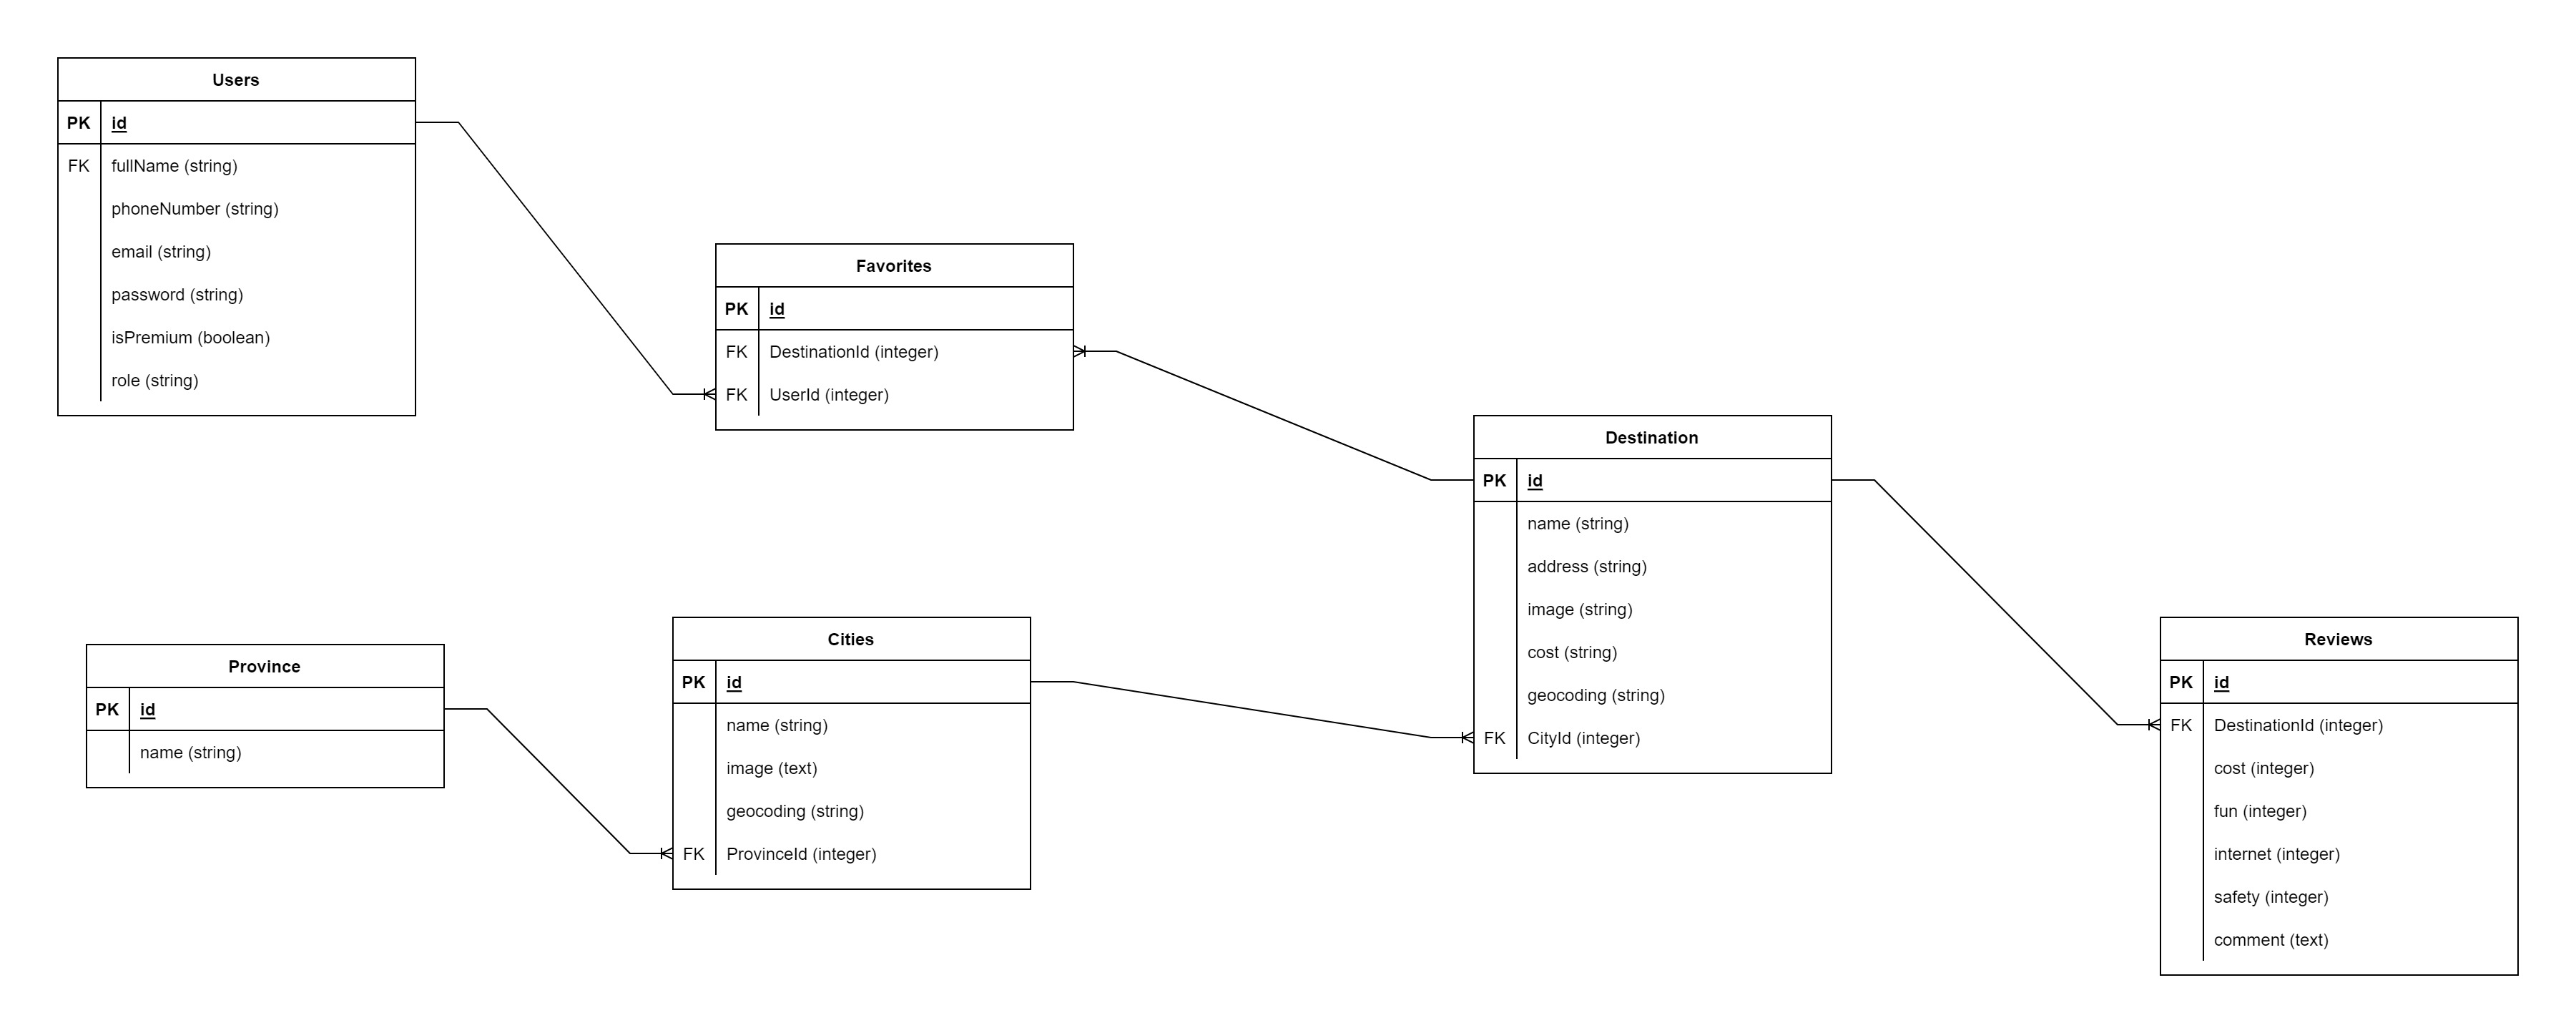 Users
PK id
FK fullName (string)
phoneNumber (string)
email (string)
password (string)
isPremium (boolean)
role (string)
Favorites
PK id
FK DestinationId (integer)
FK UserId (integer)
Destination
PK id
name (string)
address (string)
image (string)
cost (string)
geocoding (string)
FK CityId (integer)
Province
PK id
name (string)
Cities
PK id
name (string)
image (text)
geocoding (string)
FK ProvinceId (integer)
Reviews
PK id
FK DestinationId (integer)
cost (integer)
fun (integer)
internet (integer)
safety (integer)
comment (text)